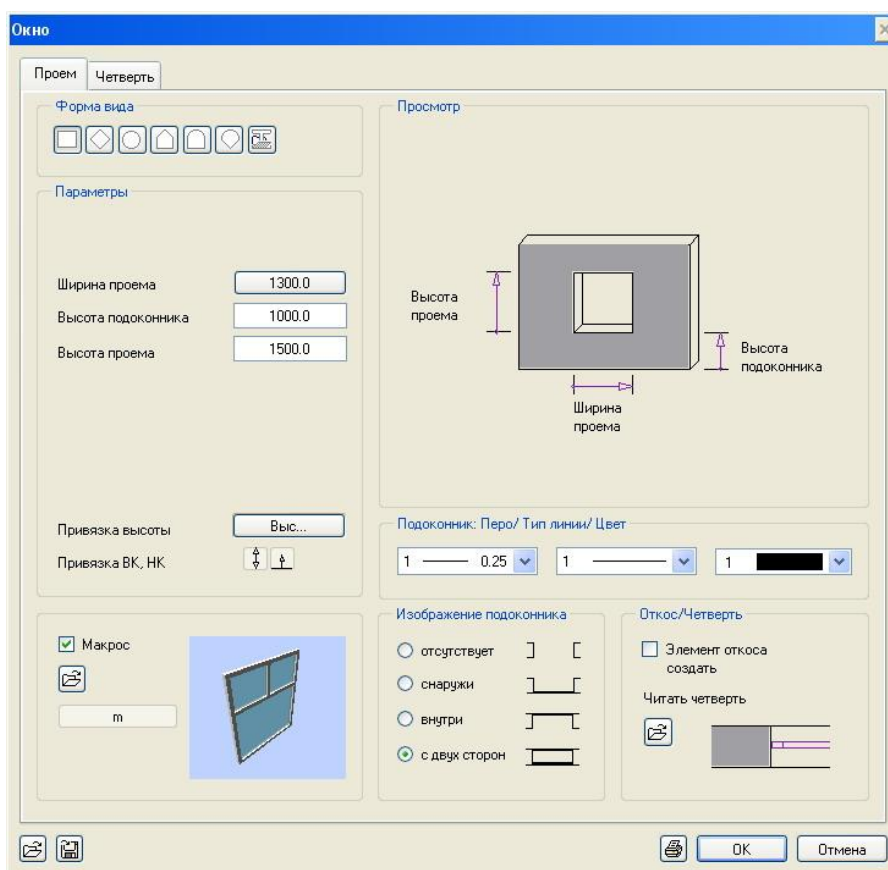 Окно
Проем
Четверть
Форма вида
Параметры
Ширина проема
1300.0
Высота подоконника
1000.0
Высота проема
1500.0
Привязка высоты
Выс...
Привязка ВК, НК
Макрос
m
Просмотр
Высота
проема
Высота
подоконника
Ширина
проема
Подоконник: Перо/ Тип линии/ Цвет
1
0.25
1
1
Изображение подоконника
отсутствует
снаружи
внутри
с двух сторон
Откос/Четверть
Элемент откоса
создать
Читать четверть
OK
Отмена